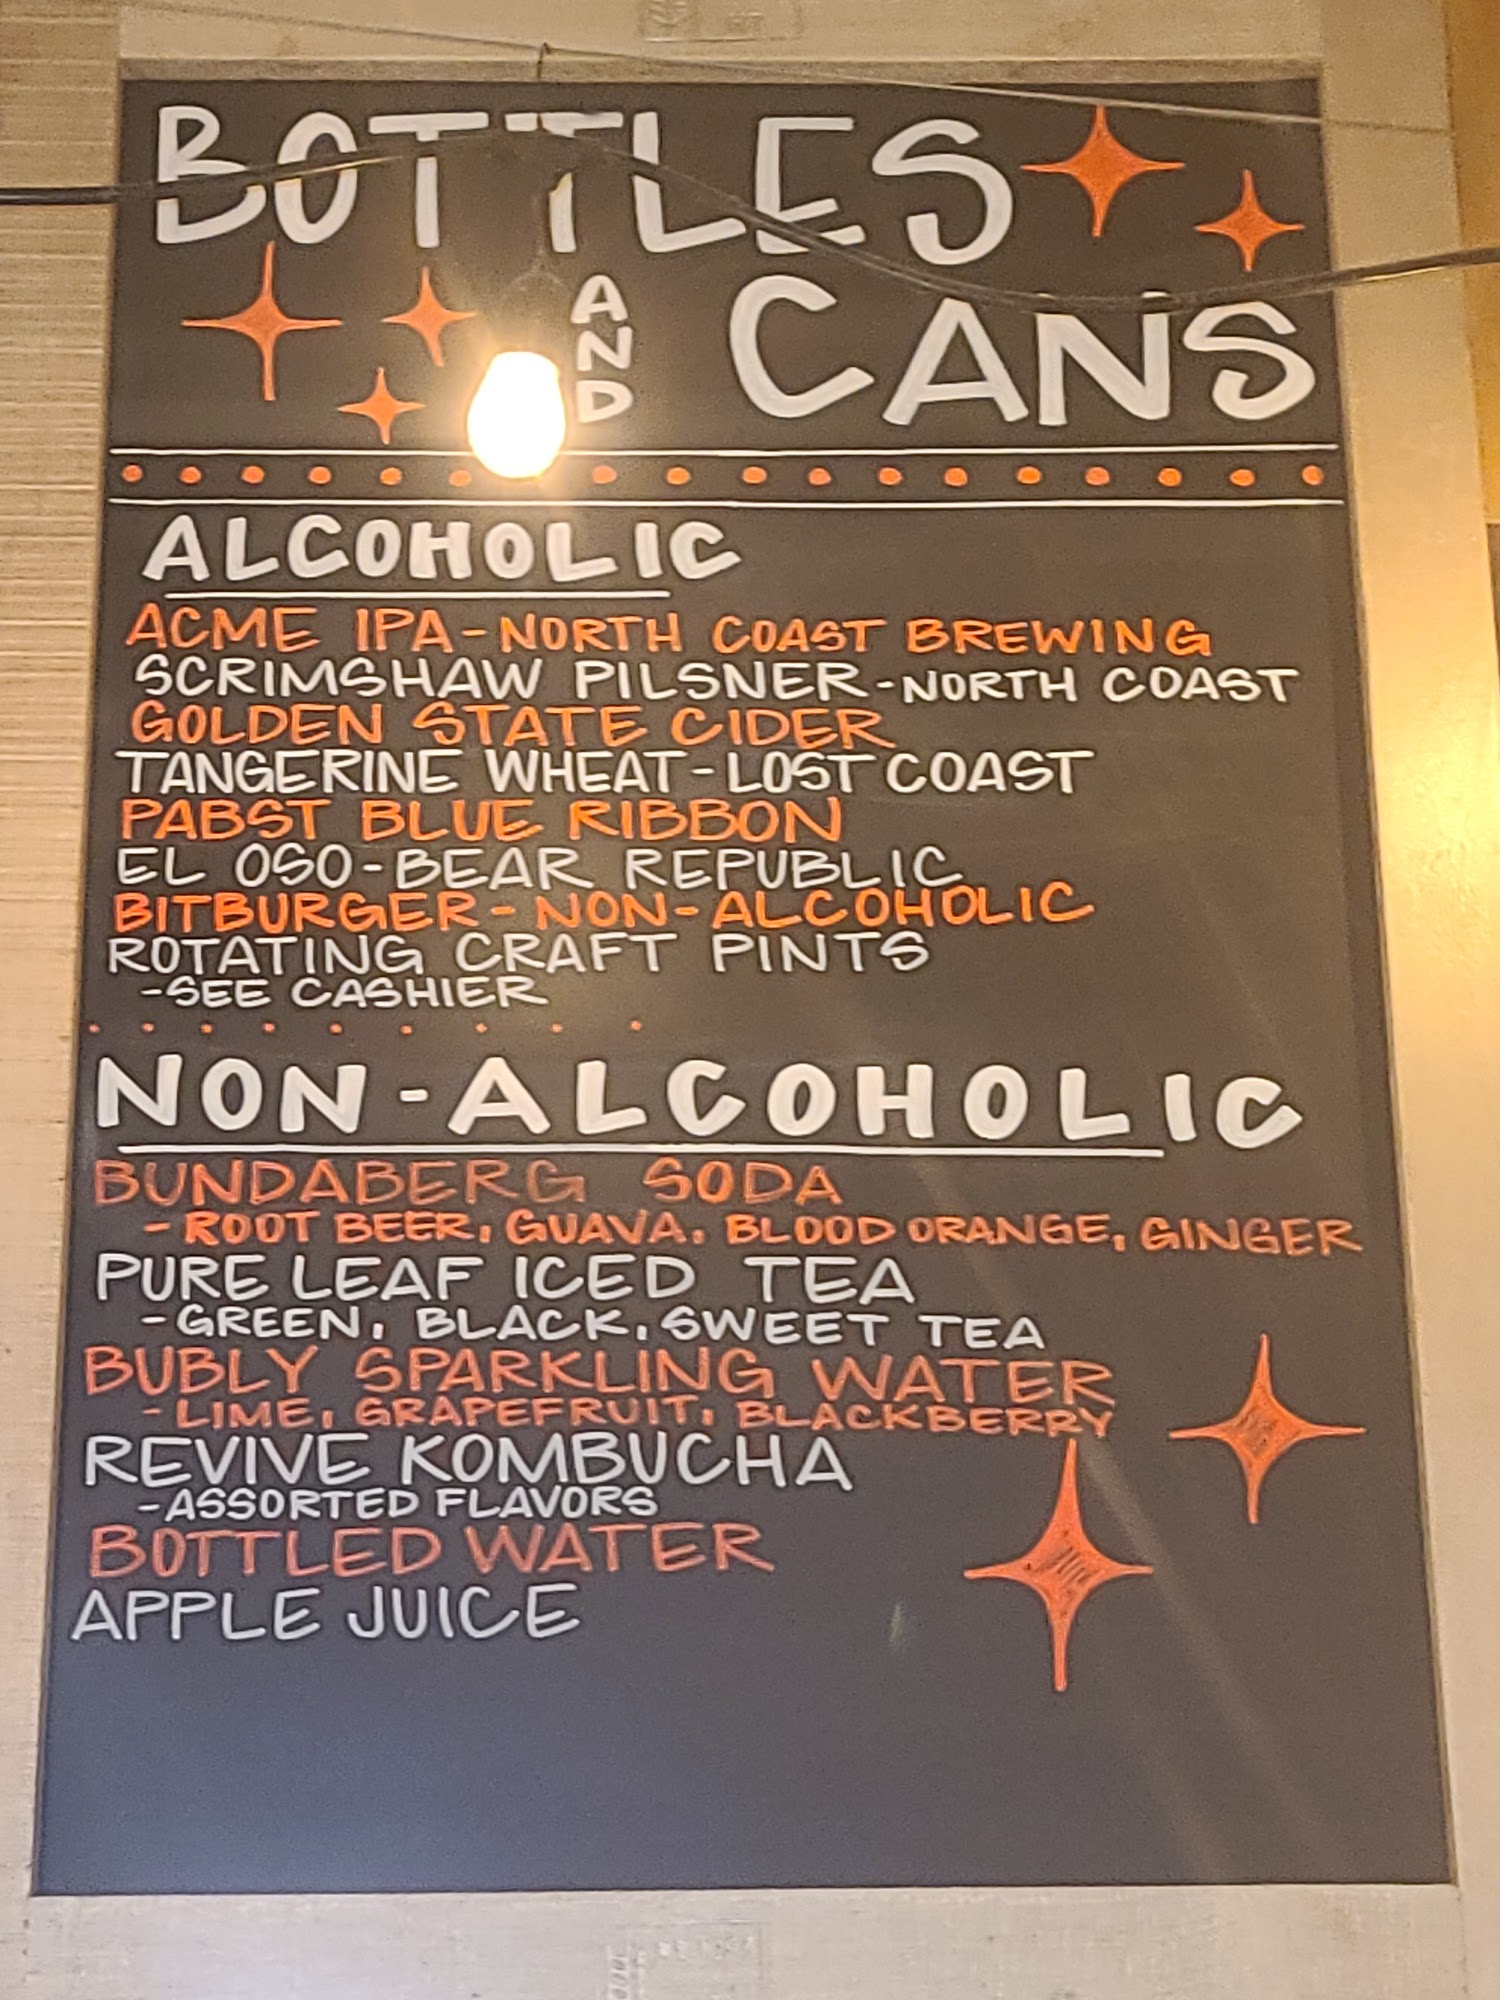 BOTTLES
AND CANS
ALCOHOLIC
ACME IPA-NORTH COAST BREWING
SCRIMSHAW PILSNER-NORTH COAST
GOLDEN STATE CIDER
TANGERINE WHEAT-LOST COAST
PABST BLUE RIBBON
EL OSO-BEAR REPUBLIC
BITBURGER-NON-ALCOHOLIC
ROTATING CRAFT PINTS
-SEE CASHIER
NON-ALCOHOLIC
BUNDABERG SODA
-ROOT BEER, GUAVA, BLOOD ORANGE, GINGER
PURE LEAF ICED TEA
-GREEN, BLACK, SWEET TEA
BUBLY SPARKLING WATER
-LIME, GRAPEFRUIT, BLACKBERRY
REVIVE KOMBUCHA
-ASSORTED FLAVORS
BOTTLED WATER
APPLE JUICE